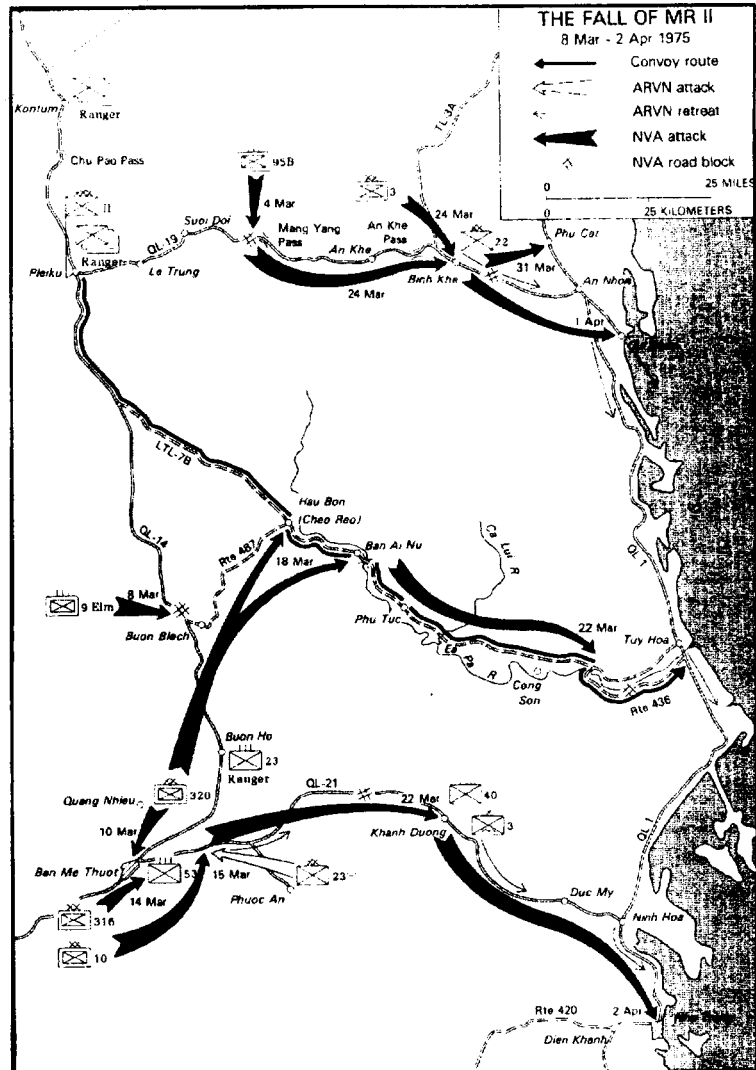 THE FALL OF MR II
8 Mar - 2 Apr 1975
Convoy route
ARVN attack
ARVN retreat
NVA attack
NVA road block
0 25 MILES
0 25 KILOMETERS
Kontum
Ranger
TL-3A
Chu Pao Pass
95B
3
II
4 Mar
24 Mar
22
Phu Cat
Suoi Doi
Mang Yang
Pass
An Khe
Pass
QL-19
An Khe
Ranger
Pleiku
Le Trung
31 Mar
Binh Khe
An Nhon
24 Mar
1 Apr
LTL-7B
Hau Bon
(Cheo Reo)
QL-14
Rte 487
Ca Lui R
QL 1
18 Mar
Ban Ai Nu
9 Elm
8 Mar
Phu Tuc
22 Mar
Buon Blech
Ea Pa R
Tuy Hoa
Cong
Son
Rte 436
Buon Ho
23
Ranger
QL-21
320
40
Quang Nhieu
22 Mar
10 Mar
Khanh Duong
3
QL 1
Ban Me Thuot
53
15 Mar
23
14 Mar
Phuoc An
Duc My
316
Ninh Hoa
10
Rte 420
2 Apr
Dien Khanh